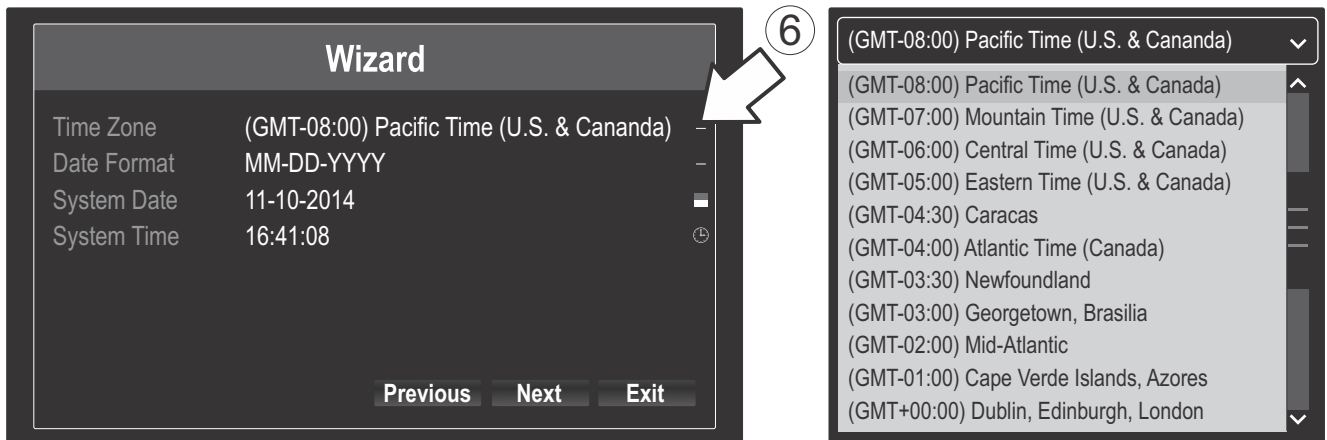 Wizard
Time Zone (GMT-08:00) Pacific Time (U.S. & Cananda)
Date Format MM-DD-YYYY
System Date 11-10-2014
System Time 16:41:08
Previous Next Exit
6
(GMT-08:00) Pacific Time (U.S. & Cananda)
(GMT-08:00) Pacific Time (U.S. & Canada)
(GMT-07:00) Mountain Time (U.S. & Canada)
(GMT-06:00) Central Time (U.S. & Canada)
(GMT-05:00) Eastern Time (U.S. & Canada)
(GMT-04:30) Caracas
(GMT-04:00) Atlantic Time (Canada)
(GMT-03:30) Newfoundland
(GMT-03:00) Georgetown, Brasilia
(GMT-02:00) Mid-Atlantic
(GMT-01:00) Cape Verde Islands, Azores
(GMT+00:00) Dublin, Edinburgh, London